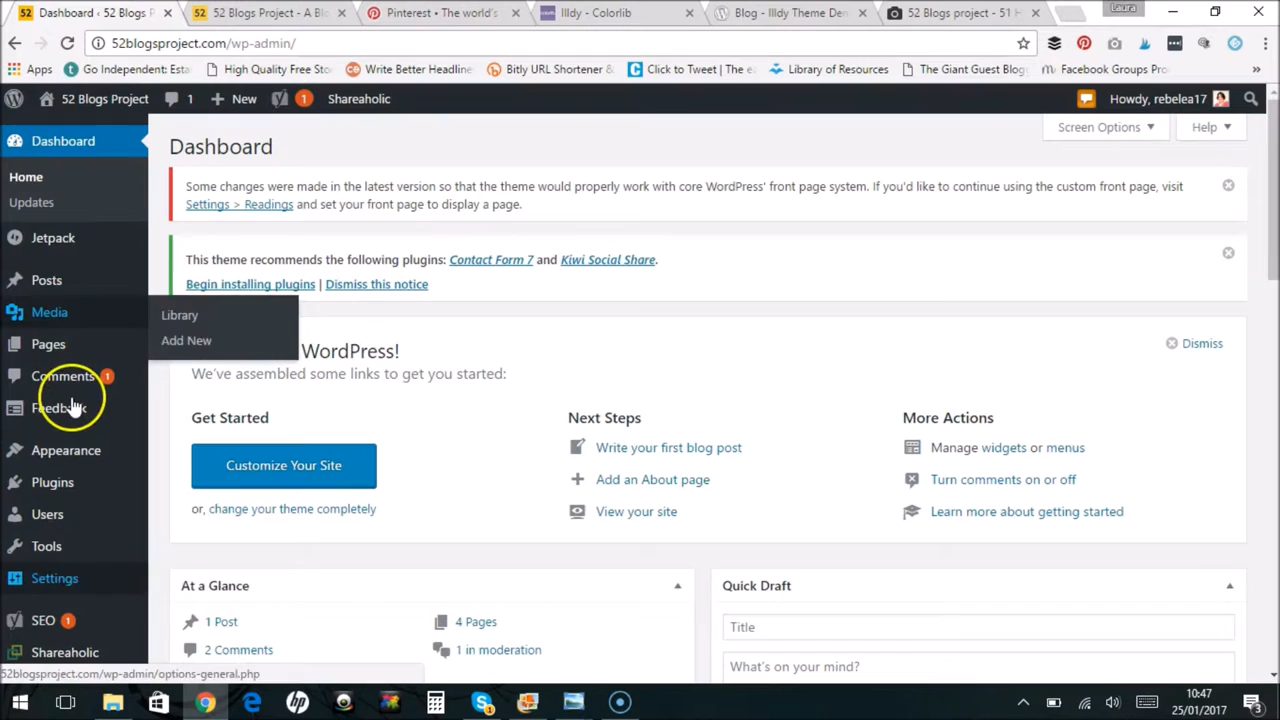 Dashboard ‹ 52 Blogs P
52 Blogs Project - A Blo
Pinterest • The world's
Illdy - Colorlib
Blog - Illdy Theme Dem
52 Blogs project - 51 H
Laura
52blogsproject.com/wp-admin/
Apps
Go Independent: Esta
High Quality Free Sto
Write Better Headline
Bitly URL Shortener &
Click to Tweet | The ea
Library of Resources
The Giant Guest Blog
Facebook Groups Pro
»
52 Blogs Project
1
New
1
Shareaholic
Howdy, rebelea17
Dashboard
Home
Updates
Jetpack
Posts
Media
Library
Add New
Pages
Comments 1
Feedback
Appearance
Plugins
Users
Tools
Settings
SEO 1
Shareaholic
Dashboard
Screen Options
Help
Some changes were made in the latest version so that the theme would properly work with core WordPress' front page system. If you'd like to continue using the custom front page, visit
Settings > Readings and set your front page to display a page.
This theme recommends the following plugins: Contact Form 7 and Kiwi Social Share.
Begin installing plugins | Dismiss this notice
WordPress!
Dismiss
We've assembled some links to get you started:
Get Started
Customize Your Site
or, change your theme completely
Next Steps
Write your first blog post
Add an About page
View your site
More Actions
Manage widgets or menus
Turn comments on or off
Learn more about getting started
At a Glance
1 Post
4 Pages
2 Comments
1 in moderation
Quick Draft
Title
What's on your mind?
52blogsproject.com/wp-admin/options-general.php
10:47
25/01/2017
3